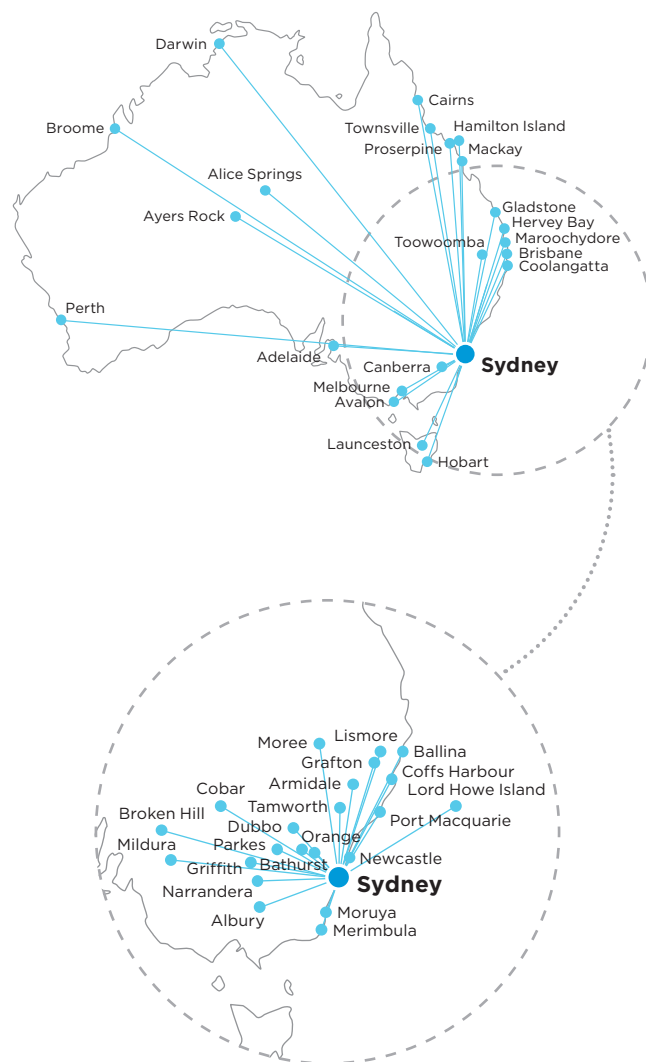 Darwin
Cairns
Broome
Townsville
Hamilton Island
Proserpine
Mackay
Alice Springs
Ayers Rock
Gladstone
Hervey Bay
Toowoomba
Maroochydore
Brisbane
Coolangatta
Perth
Adelaide
Canberra
Sydney
Melbourne
Avalon
Launceston
Hobart
Lismore
Moree
Ballina
Grafton
Coffs Harbour
Armidale
Lord Howe Island
Cobar
Tamworth
Broken Hill
Port Macquarie
Dubbo
Orange
Mildura
Parkes
Newcastle
Bathurst
Griffith
Sydney
Narrandera
Albury
Moruya
Merimbula